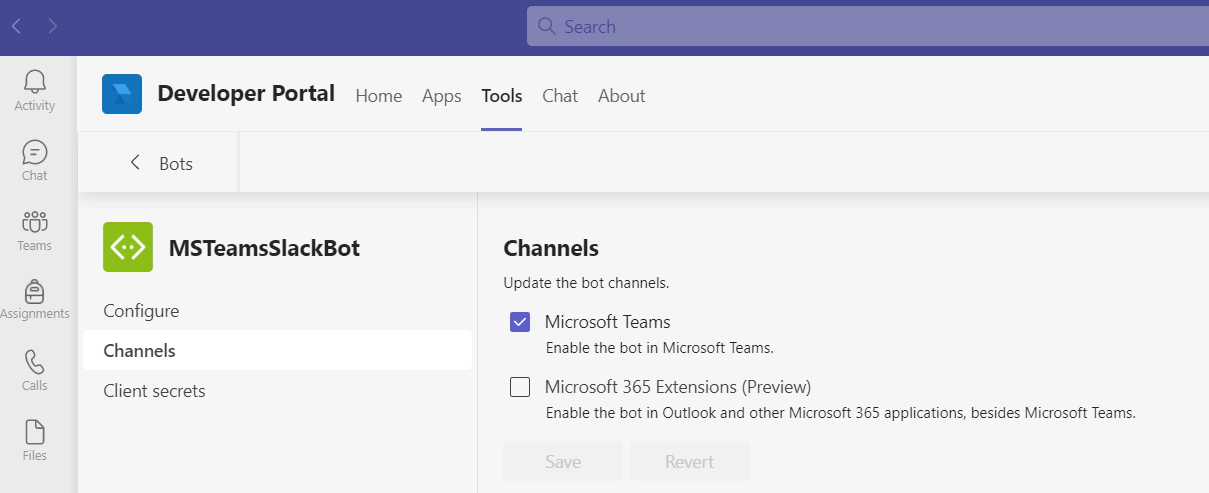 Search
Activity
Chat
Teams
Assignments
Calls
Files
Developer Portal Home Apps Tools Chat About
Bots
MSTeamsSlackBot
Configure
Channels
Client secrets
Channels
Update the bot channels.
Microsoft Teams
Enable the bot in Microsoft Teams.
Microsoft 365 Extensions (Preview)
Enable the bot in Outlook and other Microsoft 365 applications, besides Microsoft Teams.
Save Revert